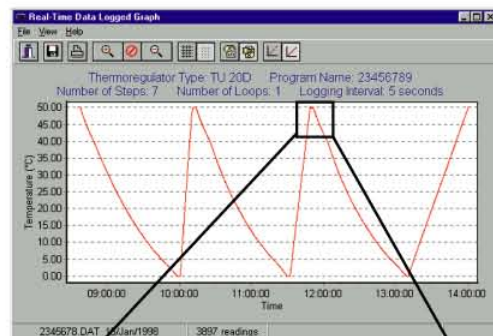 Real-Time Data Logged Graph
File View Help
Thermoregulator Type: TU 20D Program Name: 23456789
Number of Steps: 7 Number of Loops: 1 Logging Interval: 5 seconds
50.00
45.00
40.00
35.00
30.00
25.00
20.00
15.00
10.00
5.00
0.00
Temperature (°C)
09:00:00 10:00:00 11:00:00 12:00:00 13:00:00 14:00:00
Time
2345678.DAT /Jan/1998 3897 readings